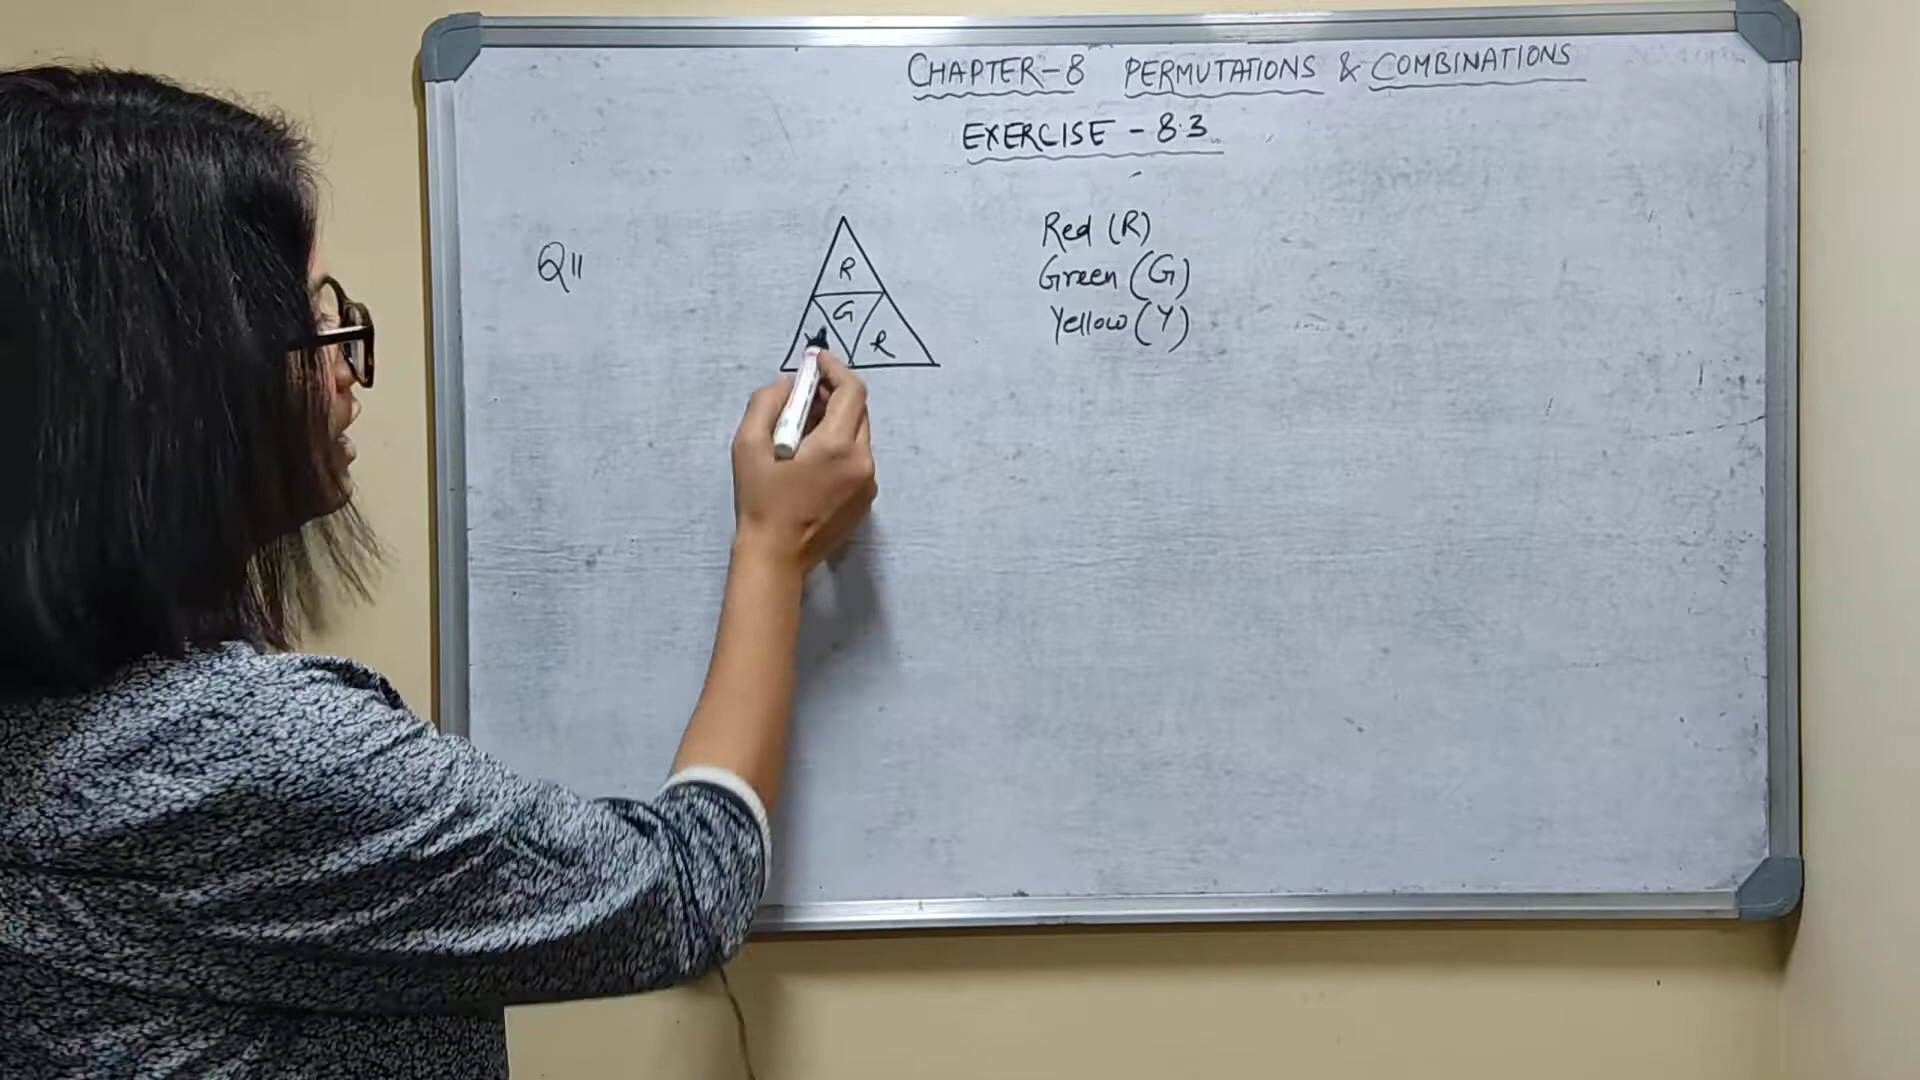 CHAPTER-8 PERMUTATIONS & COMBINATIONS
EXERCISE - 8.3
Q11
R
G
Y R
Red (R)
Green (G)
Yellow (Y)